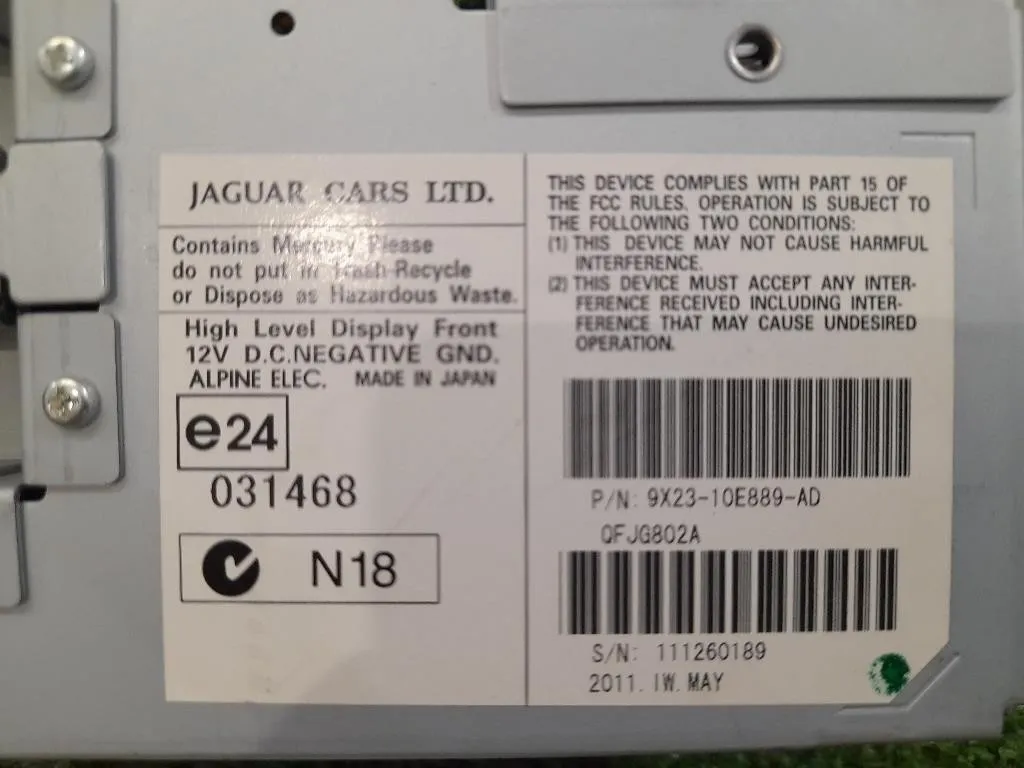 JAGUAR CARS LTD.
Contains Mercury Please
do not put in Trash-Recycle
or Dispose as Hazardous Waste.
High Level Display Front
12V D.C.NEGATIVE GND.
ALPINE ELEC. MADE IN JAPAN
e24
031468
N18
THIS DEVICE COMPLIES WITH PART 15 OF
THE FCC RULES. OPERATION IS SUBJECT TO
THE FOLLOWING TWO CONDITIONS:
(1) THIS DEVICE MAY NOT CAUSE HARMFUL
INTERFERENCE.
(2) THIS DEVICE MUST ACCEPT ANY INTER-
FERENCE RECEIVED INCLUDING INTER-
FERENCE THAT MAY CAUSE UNDESIRED
OPERATION.
P/N: 9X23-10E889-AD
QFJG802A
S/N: 111260189
2011. IW. MAY